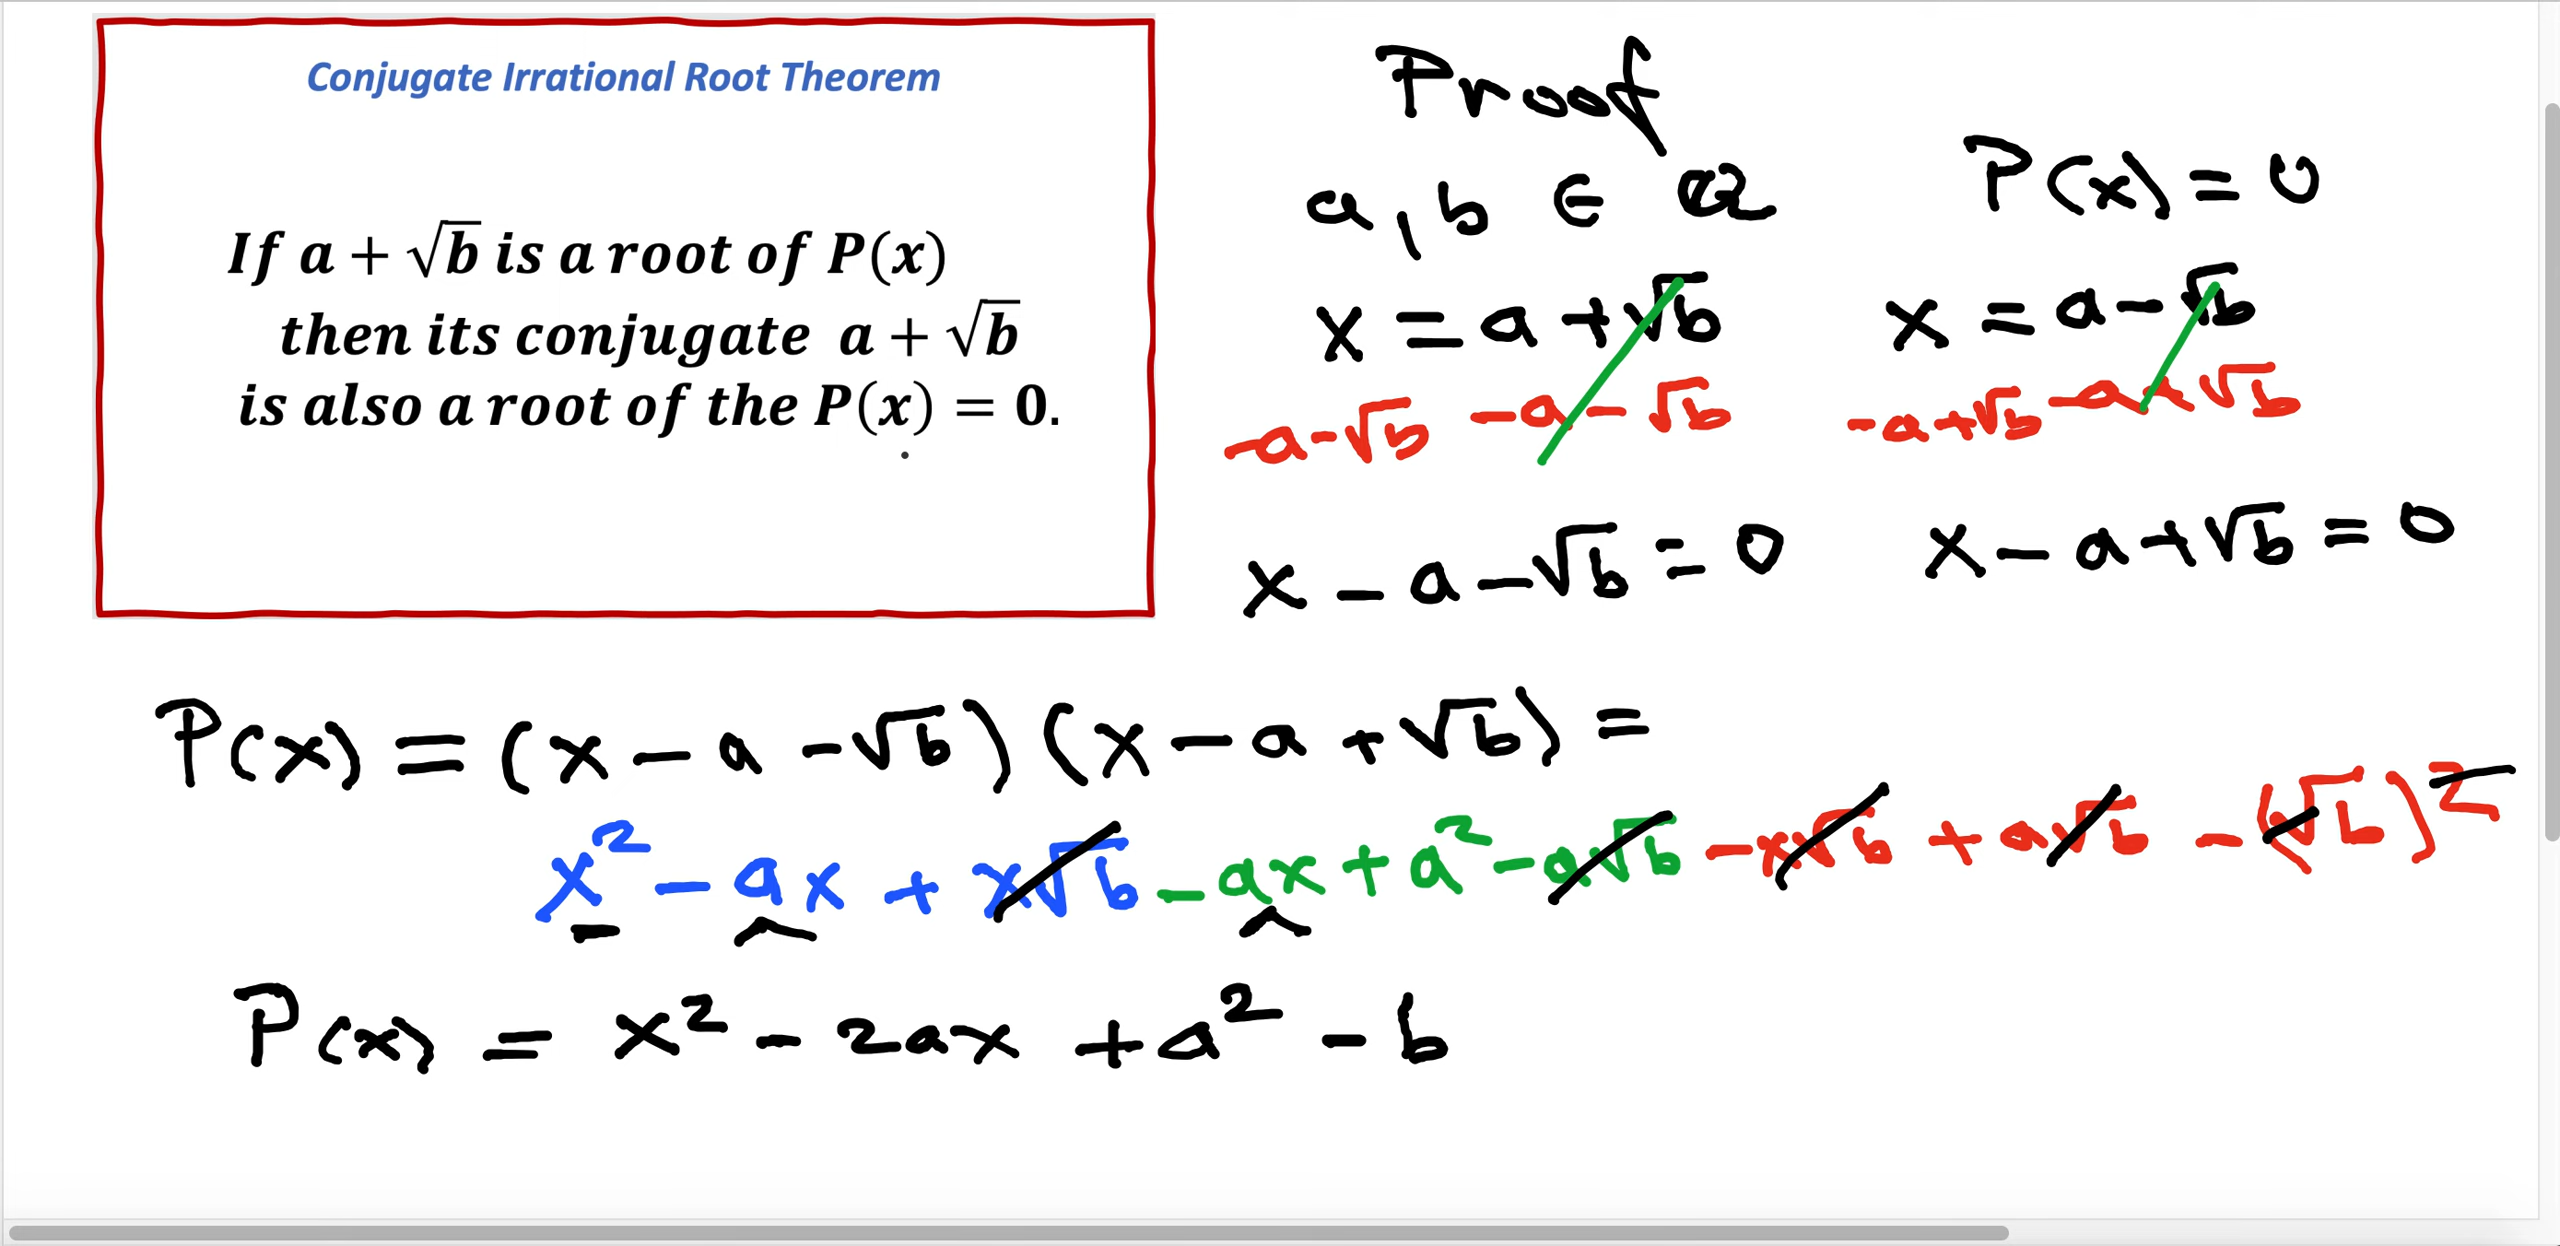 Conjugate Irrational Root Theorem
If a + √b is a root of P(x)
then its conjugate a + √b
is also a root of the P(x) = 0.
Proof
a, b ∈ Q
x = a + √b
-a-√b -a-√b
x - a - √b = 0
P(x) = 0
x = a - √b
-a+√b -a+√b
x - a + √b = 0
P(x) = (x - a - √b)(x - a + √b) =
x² - ax + x√b - ax + a² - a√b - x√b + a√b - (√b)²
P(x) = x² - 2ax + a² - b